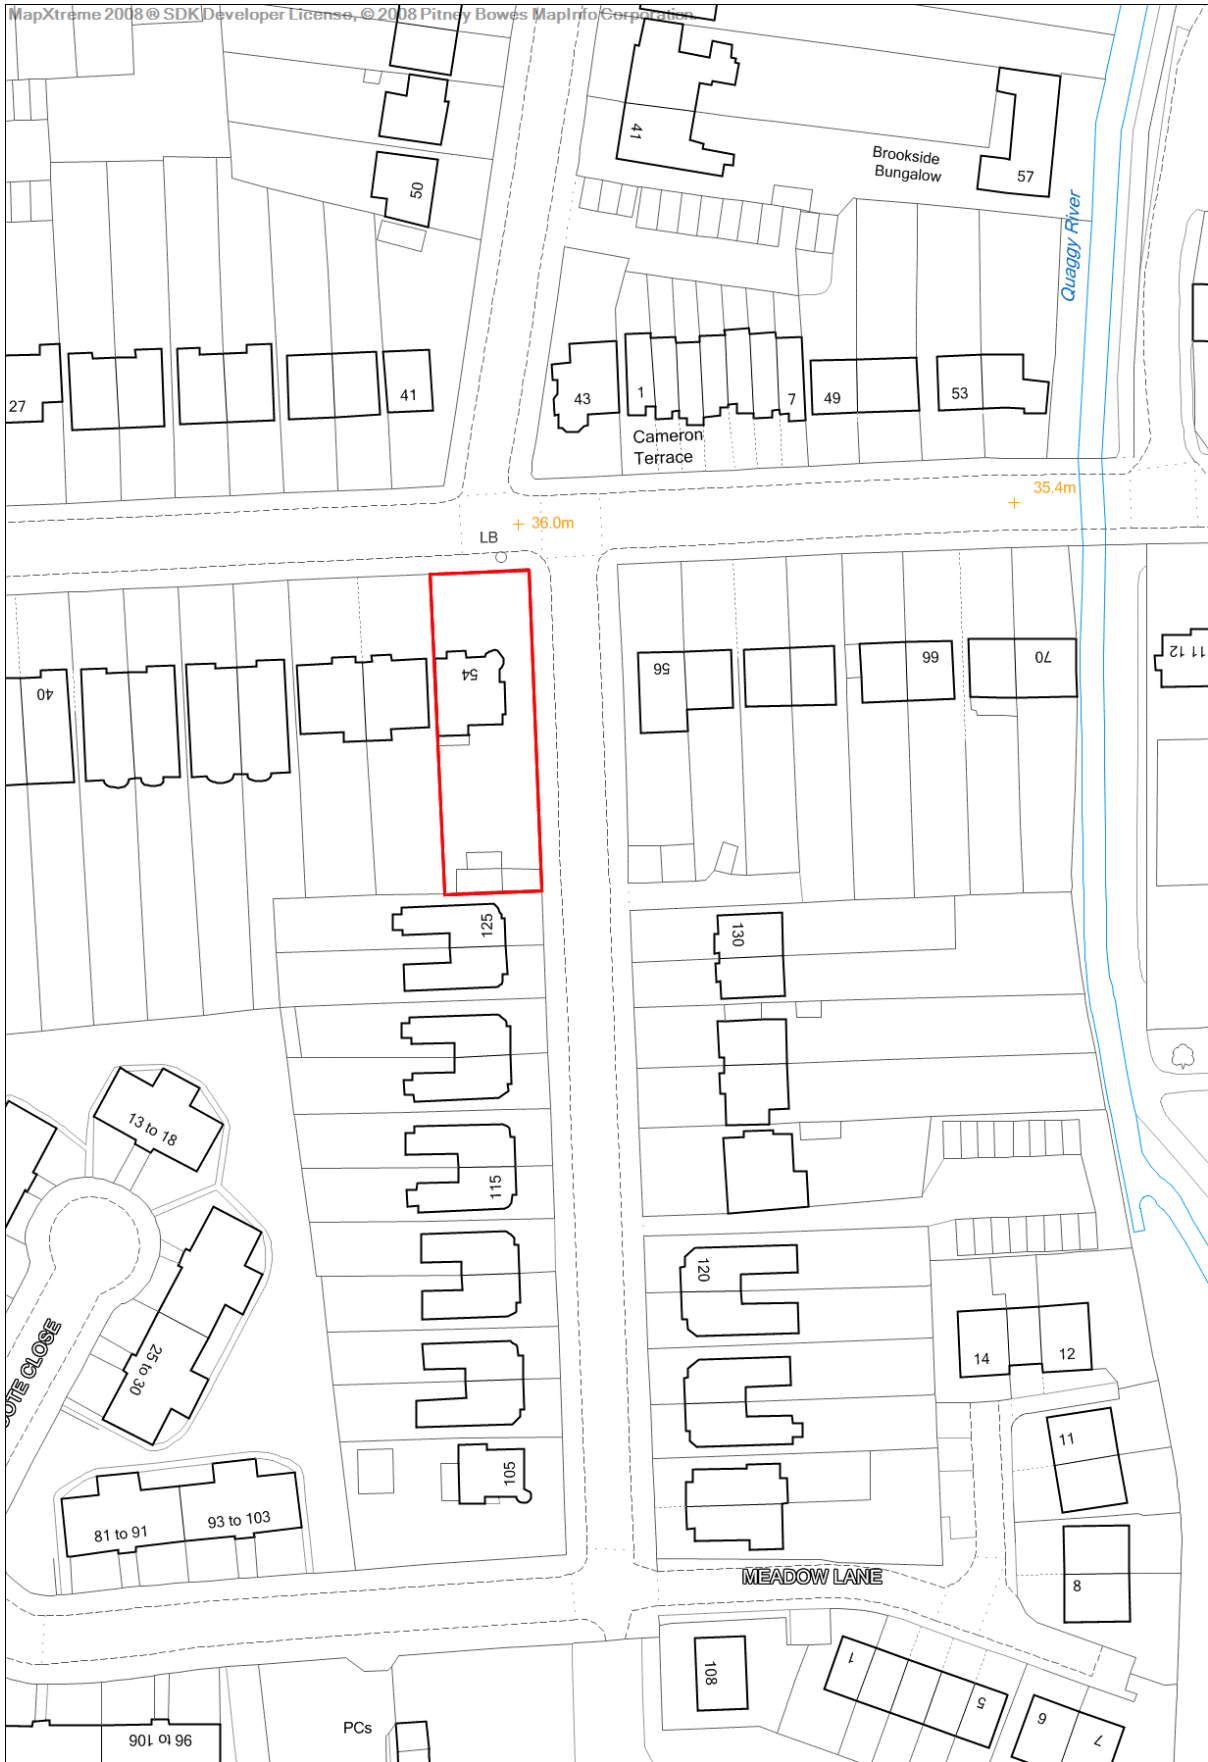 MapXtreme 2008 ® SDK Developer License, © 2008 Pitney Bowes MapInfo Corporation.
41
Brookside
Bungalow
57
50
Quaggy River
27
41
43
1
7
49
53
Cameron
Terrace
35.4m
36.0m
LB
40
54
56
66
70
11 12
125
130
13 to 18
115
120
25 to 30
14
12
11
105
81 to 91
93 to 103
MEADOW LANE
8
108
1
5
6
7
PCs
96 to 106